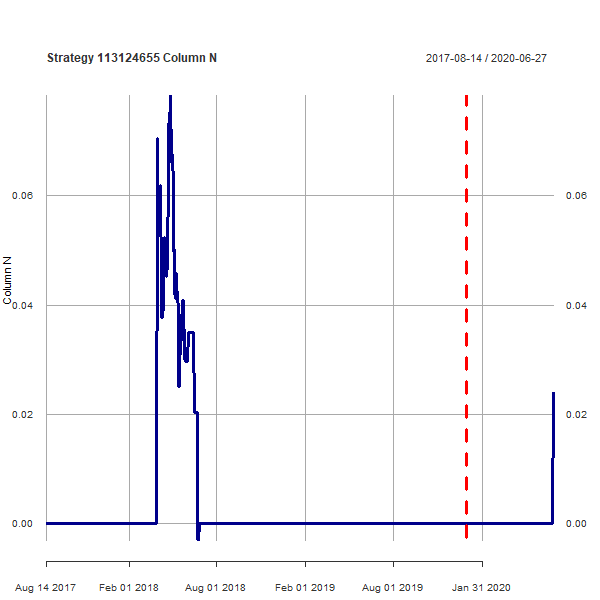 Strategy 113124655 Column N 2017-08-14 / 2020-06-27
0.06 0.06
Column N
0.04 0.04
0.02 0.02
0.00 0.00
Aug 14 2017 Feb 01 2018 Aug 01 2018 Feb 01 2019 Aug 01 2019 Jan 31 2020